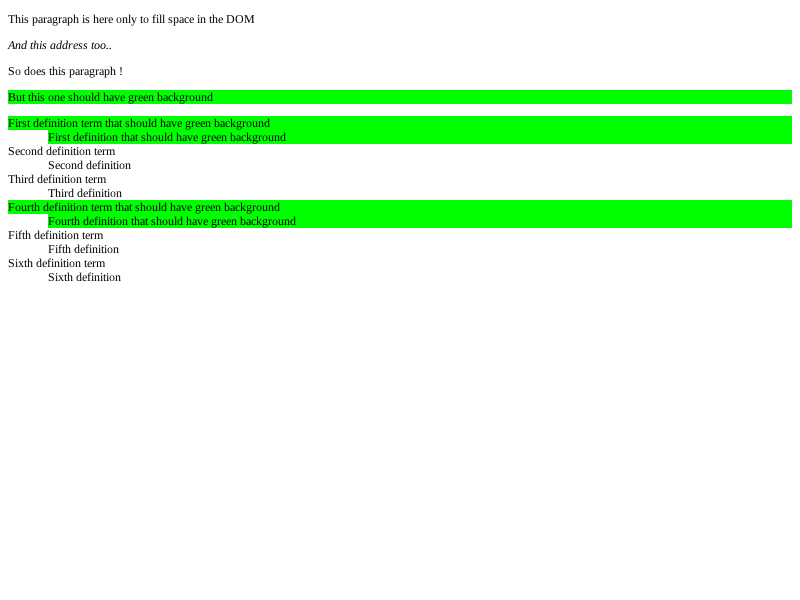 This paragraph is here only to fill space in the DOM
And this address too..
So does this paragraph !
But this one should have green background
First definition term that should have green background
First definition that should have green background
Second definition term
Second definition
Third definition term
Third definition
Fourth definition term that should have green background
Fourth definition that should have green background
Fifth definition term
Fifth definition
Sixth definition term
Sixth definition